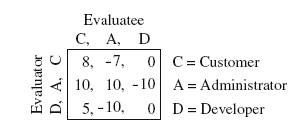 Evaluatee
C, A, D
Evaluator
D, A, C
8, -7, 0
10, 10, -10
5, -10, 0
C = Customer
A = Administrator
D = Developer